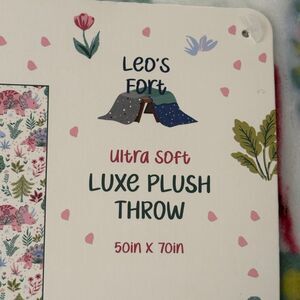 LEO'S
FORT
ULTRA SOFT
LUXE PLUSH
THROW
50IN X 70IN